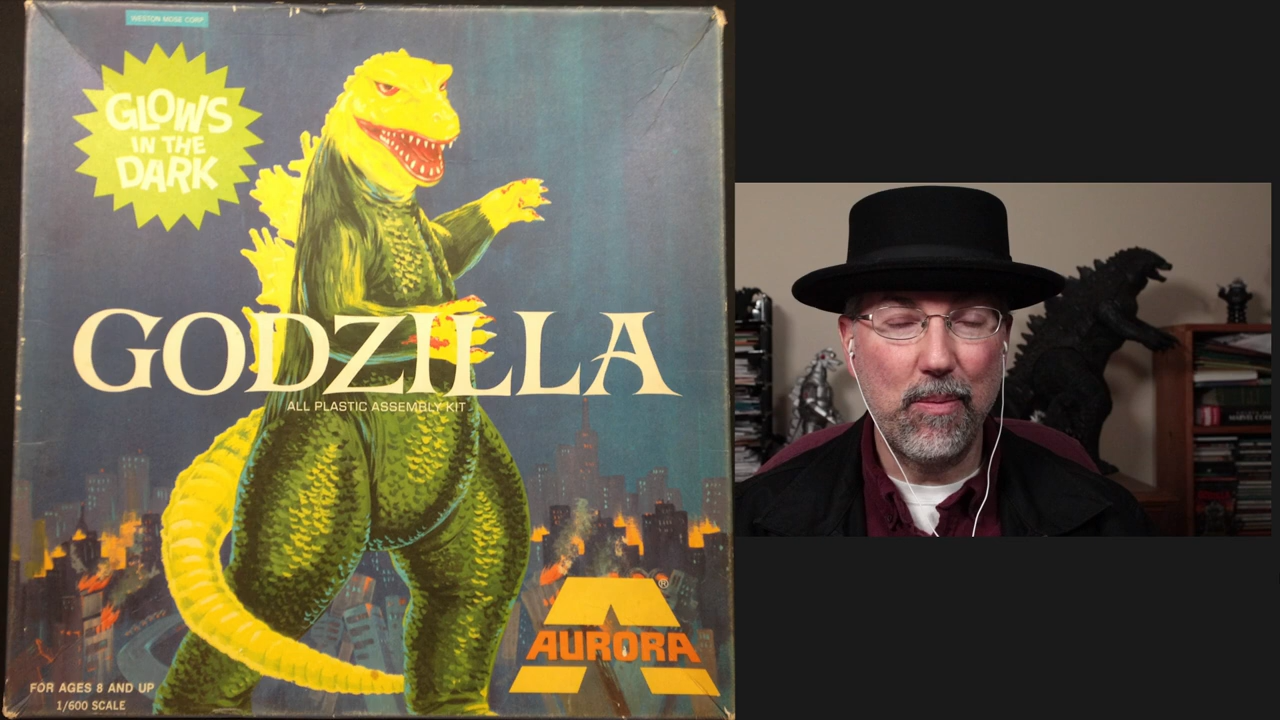 WESTON MDSE CORP
GLOWS
IN THE
DARK
GODZILLA
ALL PLASTIC ASSEMBLY KIT
AURORA
®
FOR AGES 8 AND UP
1/600 SCALE